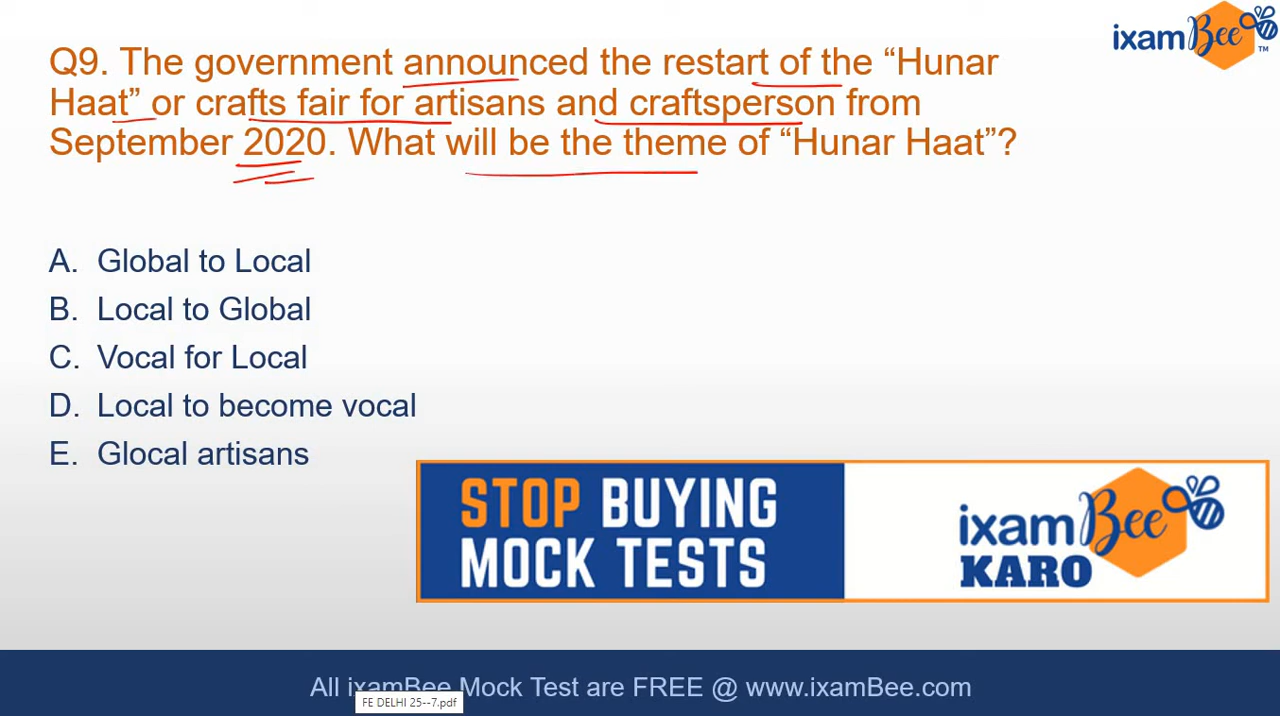 ixamBee™
Q9. The government announced the restart of the “Hunar
Haat” or crafts fair for artisans and craftsperson from
September 2020. What will be the theme of “Hunar Haat”?
A. Global to Local
B. Local to Global
C. Vocal for Local
D. Local to become vocal
E. Glocal artisans
STOP BUYING
MOCK TESTS
ixamBee
KARO
All ixamBee Mock Test are FREE @ www.ixamBee.com
FE DELHI 25--7.pdf